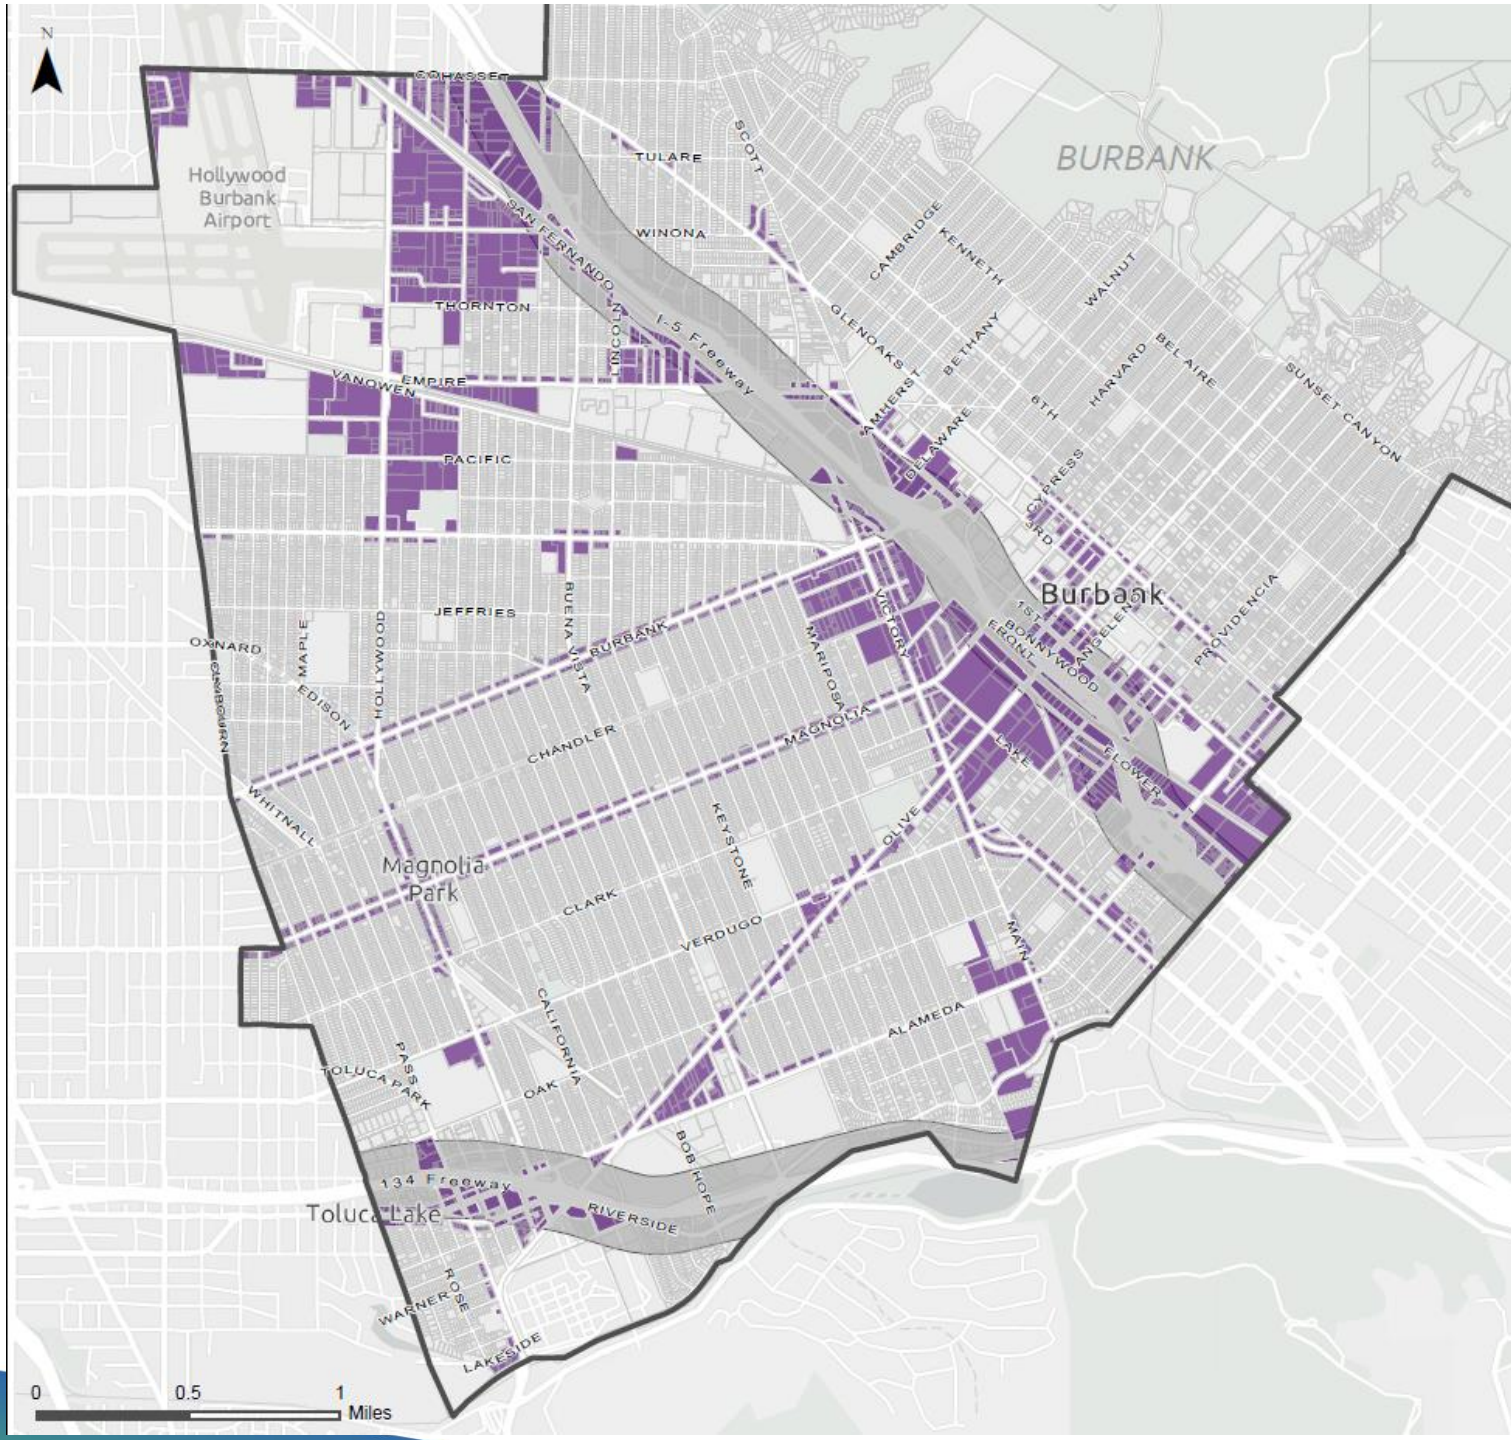 N
COHASSET
SCOTT
TULARE
BURBANK
Hollywood
Burbank
Airport
SAN FERNANDO
WINONA
CAMBRIDGE
KENNETH
WALNUT
THORNTON
LINCOLN
I-5 Freeway
GLENOAKS
BETHANY
HARVARD
BEL AIRE
SUNSET CANYON
VANOWEN
EMPIRE
AMHERST
DELAWARE
6TH
PACIFIC
CYPRESS
3RD
Burbank
JEFFRIES
BUENA VISTA
BURBANK
VICTORY
1ST
BONNYWOOD
FRONT
ANGELENO
PROVIDENCIA
OXNARD
MAPLE
HOLLYWOOD
EDISON
CLYBOURN
MARIPOSA
MAGNOLIA
CHANDLER
LAKE
FLOWER
WHITNALL
KEYSTONE
OLIVE
Magnolia
Park
CLARK
VERDUGO
MAIN
CALIFORNIA
ALAMEDA
PASS
TOLUCA PARK
OAK
BOB HOPE
134 Freeway
Toluca Lake
RIVERSIDE
ROSE
WARNER
LAKESIDE
0 0.5 1
Miles